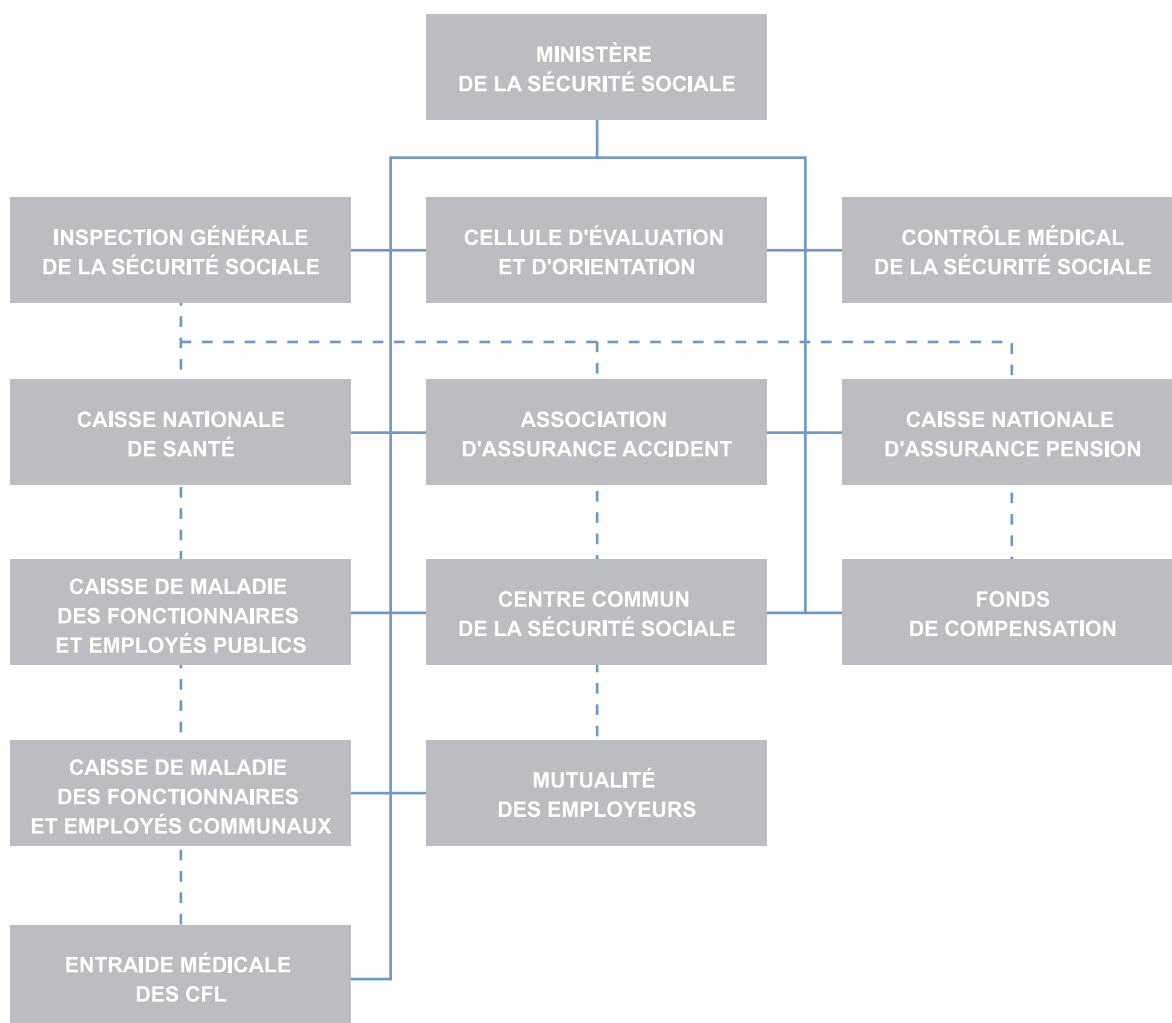 MINISTÈRE
DE LA SÉCURITÉ SOCIALE
INSPECTION GÉNÉRALE
DE LA SÉCURITÉ SOCIALE
CELLULE D'ÉVALUATION
ET D'ORIENTATION
CONTRÔLE MÉDICAL
DE LA SÉCURITÉ SOCIALE
CAISSE NATIONALE
DE SANTÉ
ASSOCIATION
D'ASSURANCE ACCIDENT
CAISSE NATIONALE
D'ASSURANCE PENSION
CAISSE DE MALADIE
DES FONCTIONNAIRES
ET EMPLOYÉS PUBLICS
CENTRE COMMUN
DE LA SÉCURITÉ SOCIALE
FONDS
DE COMPENSATION
CAISSE DE MALADIE
DES FONCTIONNAIRES
ET EMPLOYÉS COMMUNAUX
MUTUALITÉ
DES EMPLOYEURS
ENTRAIDE MÉDICALE
DES CFL